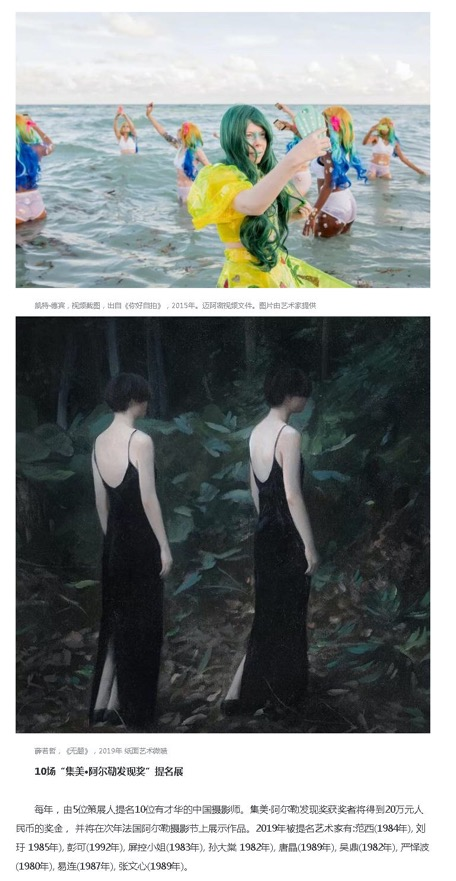 凯特·娜宾，视频截图，出自《你好自拍》，2015年。迈阿密视频文件。图片由艺术家提供
薛若哲，《无题》，2019年 纸面艺术微喷
10场“集美·阿尔勒发现奖”提名展
每年，由5位策展人提名10位有才华的中国摄影师。集美·阿尔勒发现奖获奖者将得到20万元人
民币的奖金， 并将在次年法国阿尔勒摄影节上展示作品。2019年被提名艺术家有:范西(1984年), 刘
玗 1985年), 彭可(1992年), 屏控小姐(1983年), 孙大棠 1982年), 唐晶(1989年), 吴鼎(1982年), 严怿波
(1980年), 易连(1987年), 张文心(1989年)。